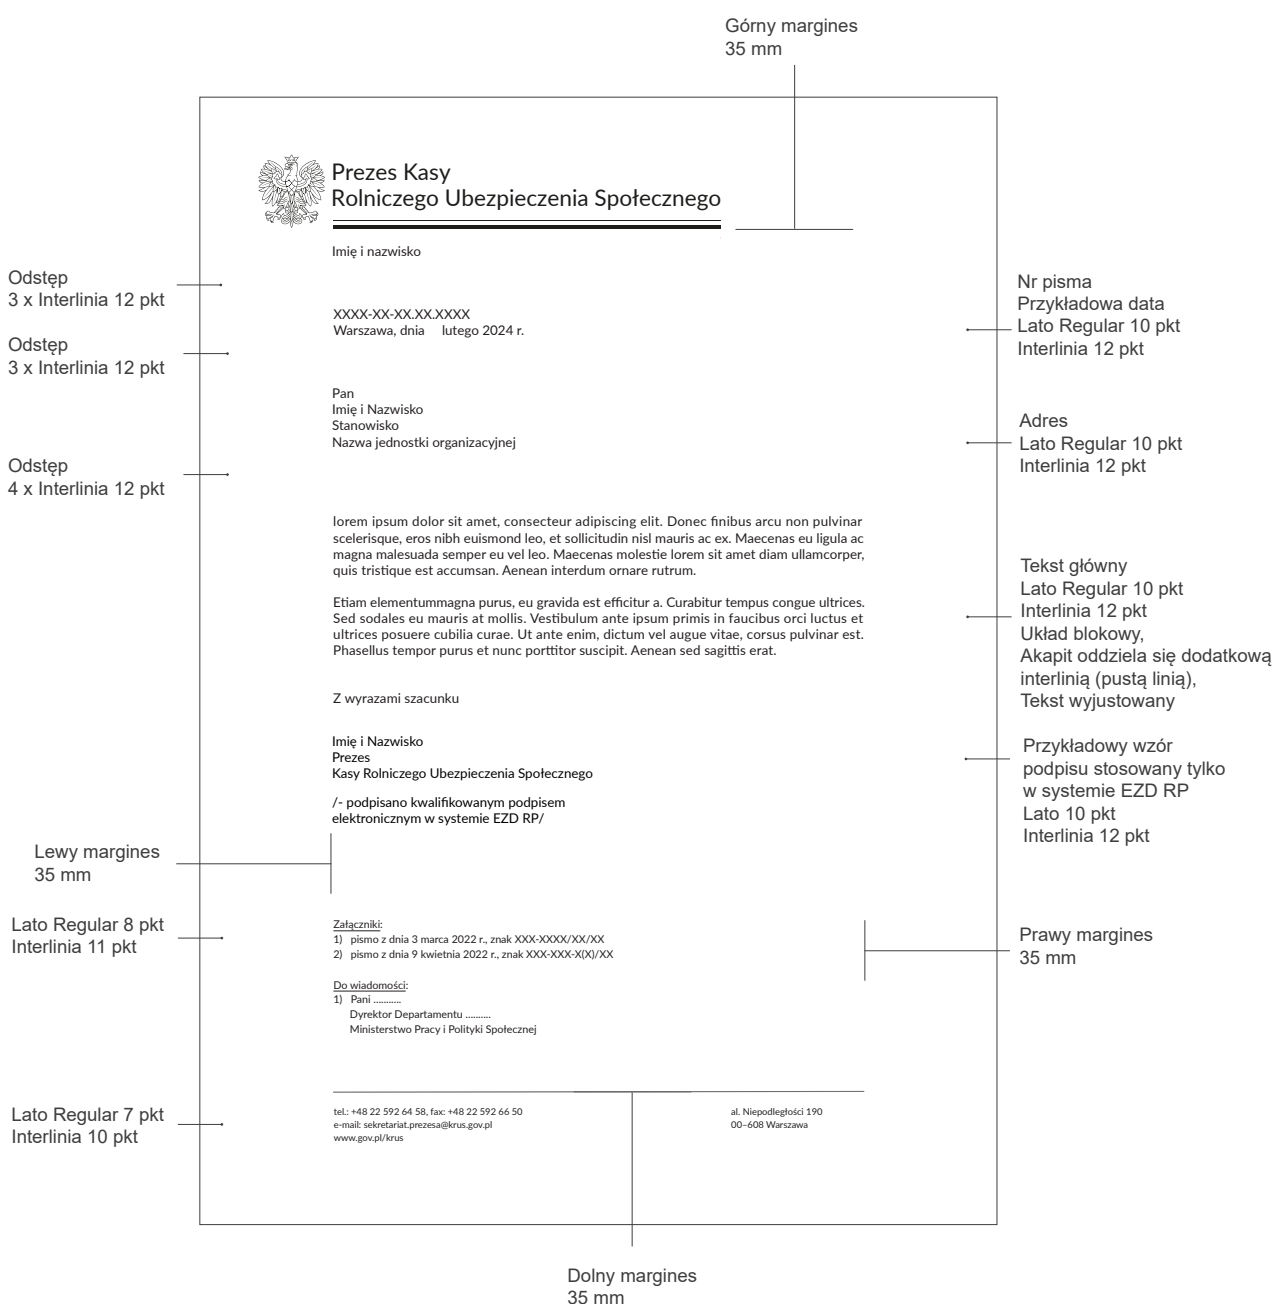 Górny margines
35 mm
Prezes Kasy
Rolniczego Ubezpieczenia Społecznego
Imię i nazwisko
Odstęp
3 x Interlinia 12 pkt
Nr pisma
Przykładowa data
Lato Regular 10 pkt
Interlinia 12 pkt
XXXX-XX-XX.XX.XXXX
Warszawa, dnia lutego 2024 r.
Odstęp
3 x Interlinia 12 pkt
Pan
Imię i Nazwisko
Stanowisko
Nazwa jednostki organizacyjnej
Adres
Lato Regular 10 pkt
Interlinia 12 pkt
Odstęp
4 x Interlinia 12 pkt
lorem ipsum dolor sit amet, consecteur adipiscing elit. Donec finibus arcu non pulvinar
scelerisque, eros nibh euismond leo, et sollicitudin nisl mauris ac ex. Maecenas eu ligula ac
magna malesuada semper eu vel leo. Maecenas molestie lorem sit amet diam ullamcorper,
quis tristique est accumsan. Aenean interdum ornare rutrum.
Etiam elementummagna purus, eu gravida est efficitur a. Curabitur tempus congue ultrices.
Sed sodales eu mauris at mollis. Vestibulum ante ipsum primis in faucibus orci luctus et
ultrices posuere cubilia curae. Ut ante enim, dictum vel augue vitae, corsus pulvinar est.
Phasellus tempor purus et nunc porttitor suscipit. Aenean sed sagittis erat.
Tekst główny
Lato Regular 10 pkt
Interlinia 12 pkt
Układ blokowy,
Akapit oddziela się dodatkową
interlinią (pustą linią),
Tekst wyjustowany
Z wyrazami szacunku
Imię i Nazwisko
Prezes
Kasy Rolniczego Ubezpieczenia Społecznego
/- podpisano kwalifikowanym podpisem
elektronicznym w systemie EZD RP/
Przykładowy wzór
podpisu stosowany tylko
w systemie EZD RP
Lato 10 pkt
Interlinia 12 pkt
Lewy margines
35 mm
Lato Regular 8 pkt
Interlinia 11 pkt
Załączniki:
1) pismo z dnia 3 marca 2022 r., znak XXX-XXXX/XX/XX
2) pismo z dnia 9 kwietnia 2022 r., znak XXX-XXX-X(X)/XX
Prawy margines
35 mm
Do wiadomości:
1) Pani ...........
Dyrektor Departamentu ..........
Ministerstwo Pracy i Polityki Społecznej
Lato Regular 7 pkt
Interlinia 10 pkt
tel.: +48 22 592 64 58, fax: +48 22 592 66 50
e-mail: sekretariat.prezesa@krus.gov.pl
www.gov.pl/krus
al. Niepodległości 190
00–608 Warszawa
Dolny margines
35 mm